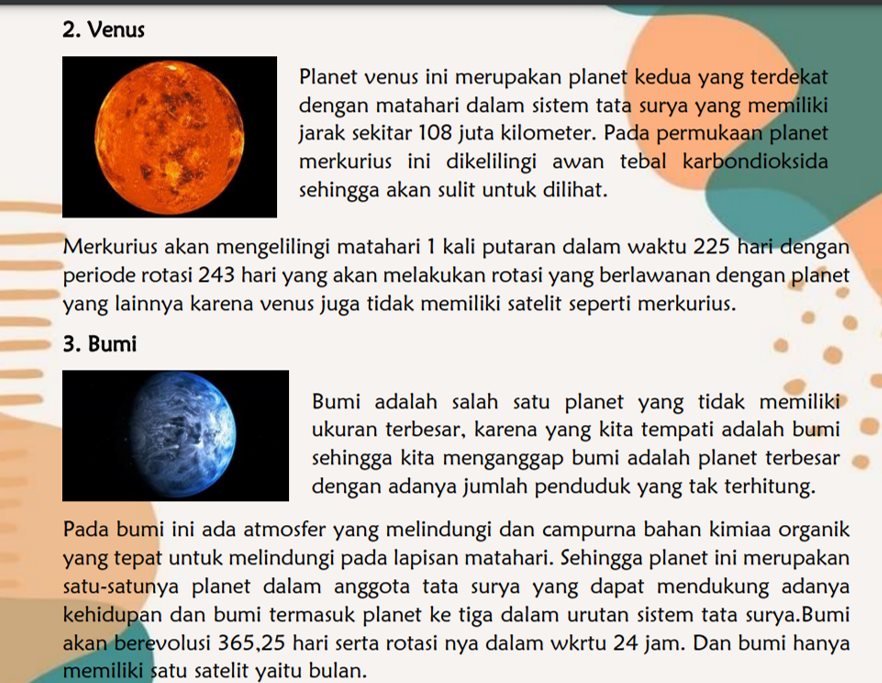 2. Venus
Planet venus ini merupakan planet kedua yang terdekat
dengan matahari dalam sistem tata surya yang memiliki
jarak sekitar 108 juta kilometer. Pada permukaan planet
merkurius ini dikelilingi awan tebal karbondioksida
sehingga akan sulit untuk dilihat.
Merkurius akan mengelilingi matahari 1 kali putaran dalam waktu 225 hari dengan
periode rotasi 243 hari yang akan melakukan rotasi yang berlawanan dengan planet
yang lainnya karena venus juga tidak memiliki satelit seperti merkurius.
3. Bumi
Bumi adalah salah satu planet yang tidak memiliki
ukuran terbesar, karena yang kita tempati adalah bumi
sehingga kita menganggap bumi adalah planet terbesar
dengan adanya jumlah penduduk yang tak terhitung.
Pada bumi ini ada atmosfer yang melindungi dan campurna bahan kimiaa organik
yang tepat untuk melindungi pada lapisan matahari. Sehingga planet ini merupakan
satu-satunya planet dalam anggota tata surya yang dapat mendukung adanya
kehidupan dan bumi termasuk planet ke tiga dalam urutan sistem tata surya.Bumi
akan berevolusi 365,25 hari serta rotasi nya dalam wkrtu 24 jam. Dan bumi hanya
memiliki satu satelit yaitu bulan.